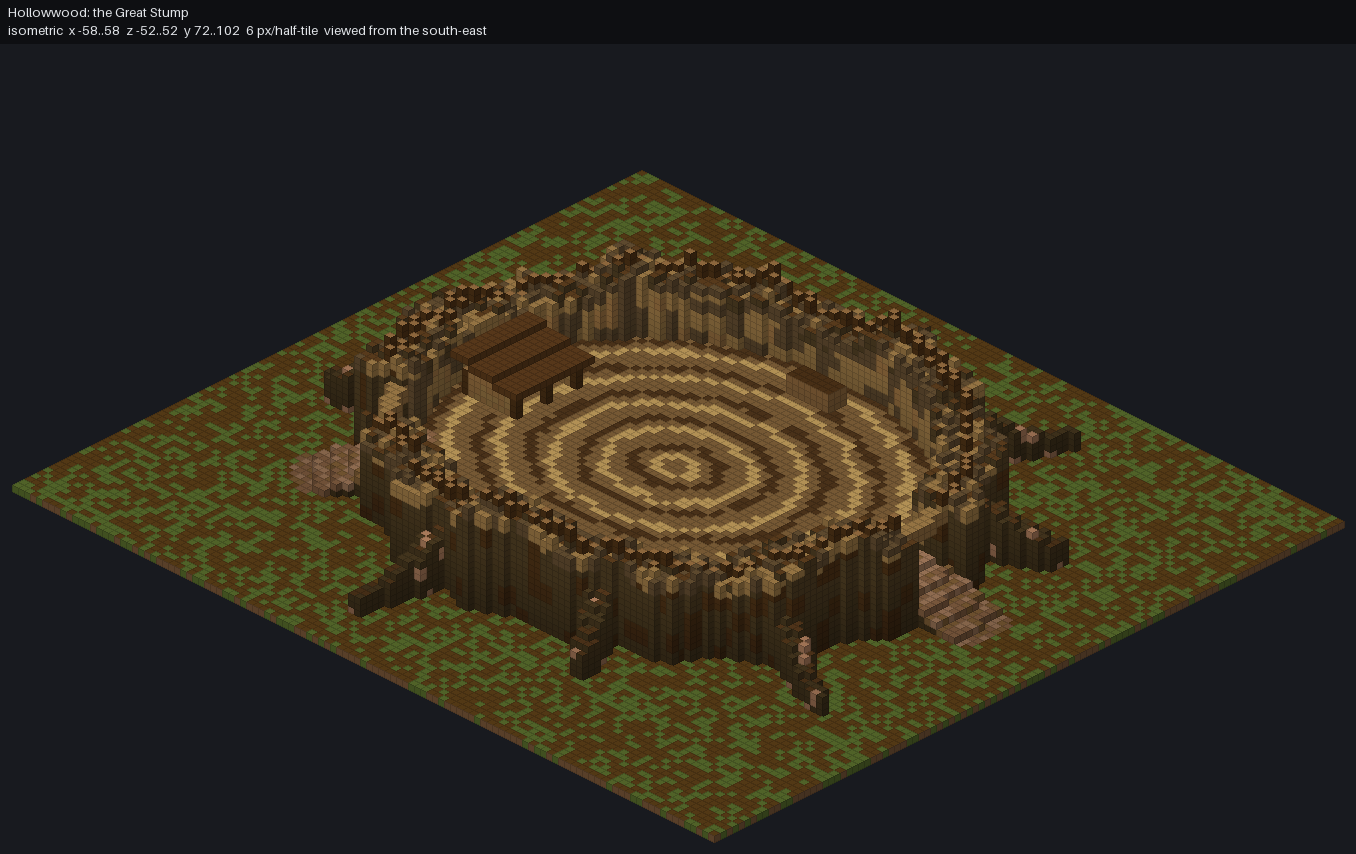 Hollowwood: the Great Stump
isometric x -58..58 z -52..52 y 72..102 6 px/half-tile viewed from the south-east